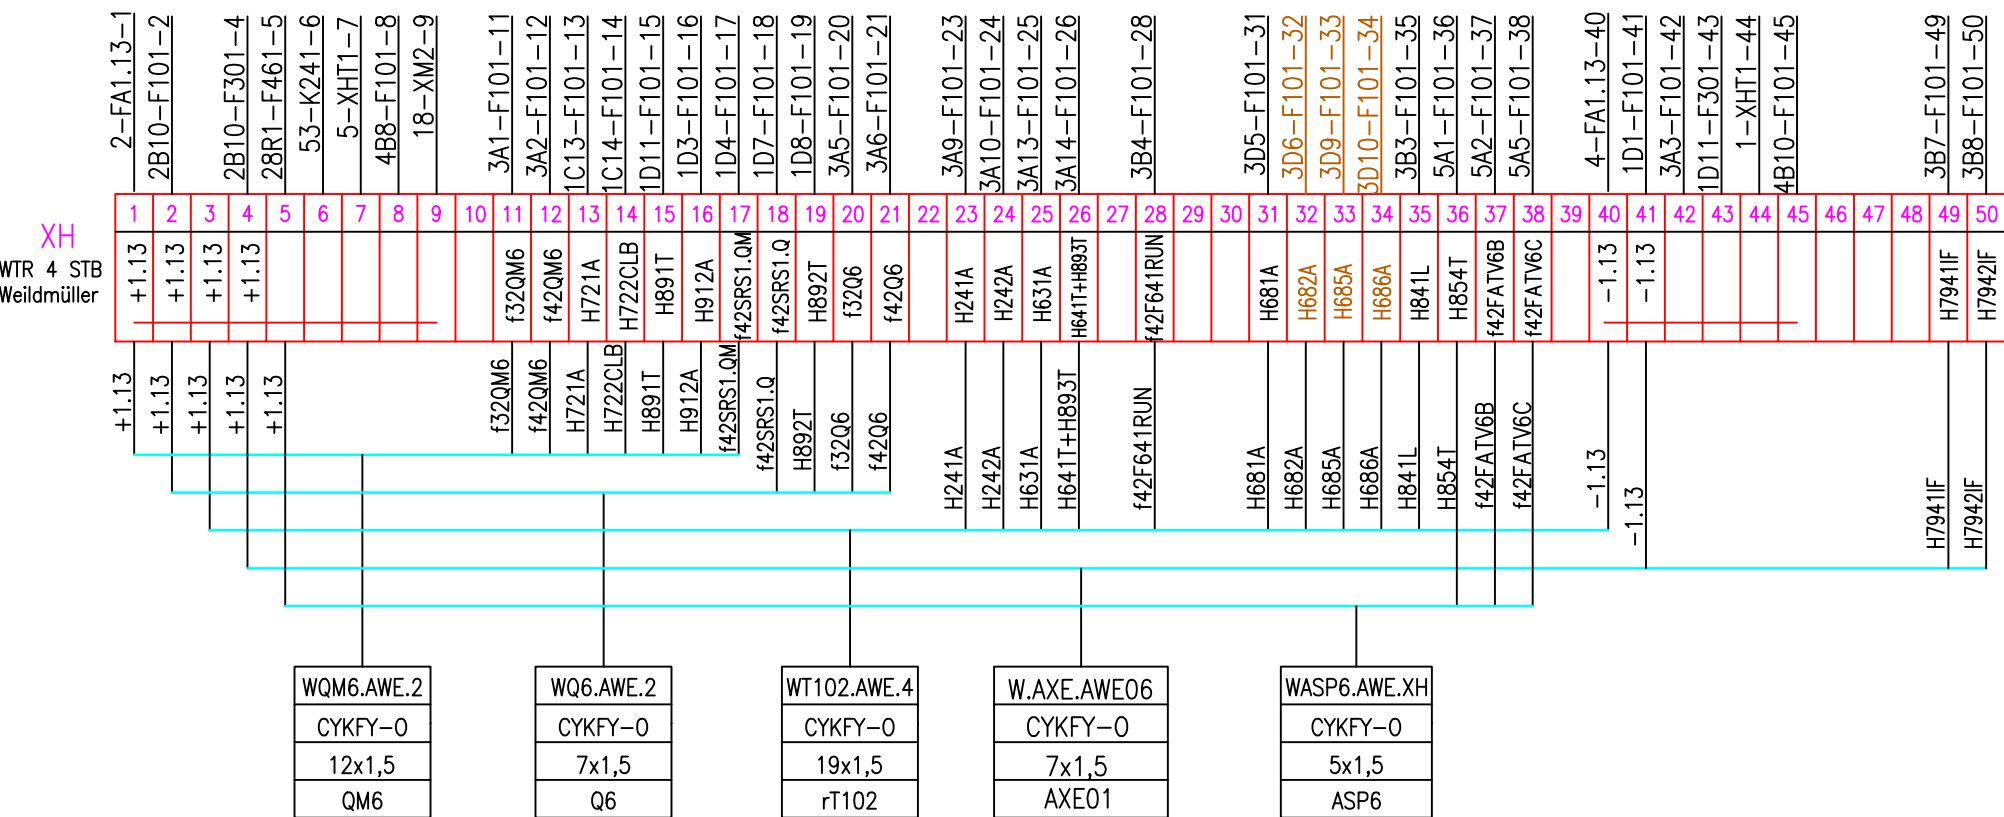 2-FA1.13-1
2B10-F101-2
2B10-F301-4
28R1-F461-5
53-K241-6
5-XHT1-7
4B8-F101-8
18-XM2-9
3A1-F101-11
3A2-F101-12
1C13-F101-13
1C14-F101-14
1D11-F101-15
1D3-F101-16
1D4-F101-17
1D7-F101-18
1D8-F101-19
3A5-F101-20
3A6-F101-21
3A9-F101-23
3A10-F101-24
3A13-F101-25
3A14-F101-26
3B4-F101-28
3D5-F101-31
3D6-F101-32
3D9-F101-33
3D10-F101-34
3B3-F101-35
5A1-F101-36
5A2-F101-37
5A5-F101-38
4-FA1.13-40
1D1-F101-41
3A3-F101-42
1D11-F301-43
1-XHT1-44
4B10-F101-45
3B7-F101-49
3B8-F101-50
XH
WTR 4 STB
Weildmüller
1 2 3 4 5 6 7 8 9 10 11 12 13 14 15 16 17 18 19 20 21 22 23 24 25 26 27 28 29 30 31 32 33 34 35 36 37 38 39 40 41 42 43 44 45 46 47 48 49 50
+1.13
+1.13
+1.13
+1.13
f32QM6
f42QM6
H721A
H722CLB
H891T
H912A
f42SRS1.QM
f42SRS1.Q
H892T
f32Q6
f42Q6
H241A
H242A
H631A
H641T+H893T
f42F641RUN
H681A
H682A
H685A
H686A
H841L
H854T
f42FATV6B
f42FATV6C
-1.13
-1.13
H7941IF
H7942IF
+1.13
+1.13
+1.13
+1.13
+1.13
f32QM6
f42QM6
H721A
H722CLB
H891T
H912A
f42SRS1.QM
f42SRS1.Q
H892T
f32Q6
f42Q6
H241A
H242A
H631A
H641T+H893T
f42F641RUN
H681A
H682A
H685A
H686A
H841L
H854T
f42FATV6B
f42FATV6C
-1.13
-1.13
H7941IF
H7942IF
WQM6.AWE.2
CYKFY-O
12x1,5
QM6
WQ6.AWE.2
CYKFY-O
7x1,5
Q6
WT102.AWE.4
CYKFY-O
19x1,5
rT102
W.AXE.AWE06
CYKFY-O
7x1,5
AXE01
WASP6.AWE.XH
CYKFY-O
5x1,5
ASP6